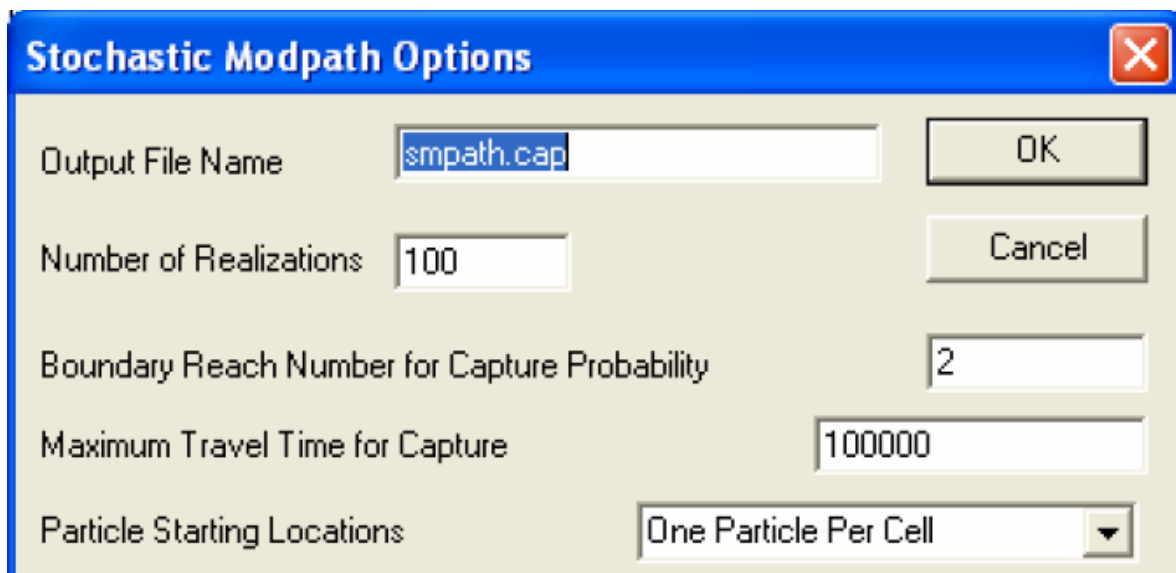 Stochastic Modpath Options
Output File Name smpath.cap OK
Number of Realizations 100 Cancel
Boundary Reach Number for Capture Probability 2
Maximum Travel Time for Capture 100000
Particle Starting Locations One Particle Per Cell